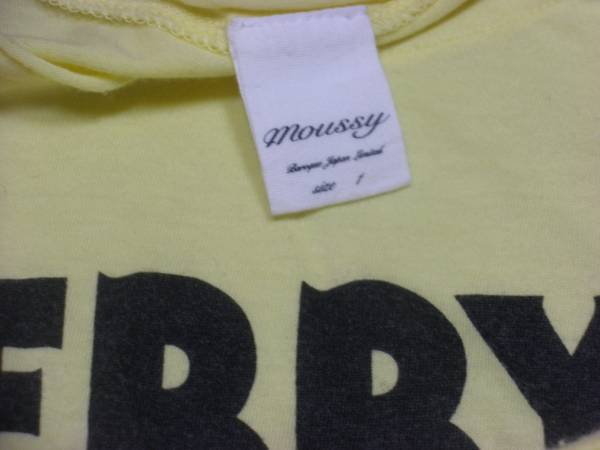 moussy
Baroque Japan Limited
size 1
ERRY